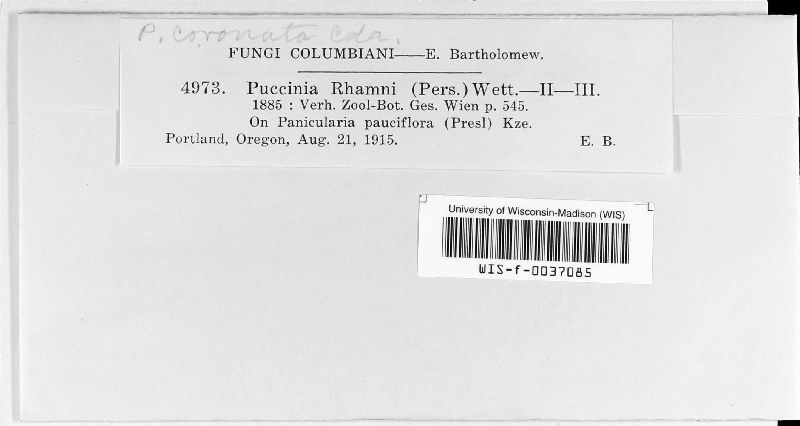 P. coronata Cda.
FUNGI COLUMBIANI——E. Bartholomew.
4973. Puccinia Rhamni (Pers.) Wett.—II—III.
1885 : Verh. Zool-Bot. Ges. Wien p. 545.
On Panicularia pauciflora (Presl) Kze.
Portland, Oregon, Aug. 21, 1915. E. B.
University of Wisconsin-Madison (WIS)
WIS-f-0037085